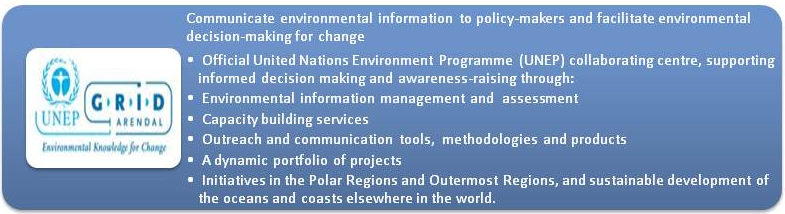 Communicate environmental information to policy-makers and facilitate environmental
decision-making for change
• Official United Nations Environment Programme (UNEP) collaborating centre, supporting
informed decision making and awareness-raising through:
• Environmental information management and assessment
• Capacity building services
• Outreach and communication tools, methodologies and products
• A dynamic portfolio of projects
• Initiatives in the Polar Regions and Outermost Regions, and sustainable development of
the oceans and coasts elsewhere in the world.
UNEP
G·R·I·D
ARENDAL
Environmental Knowledge for Change